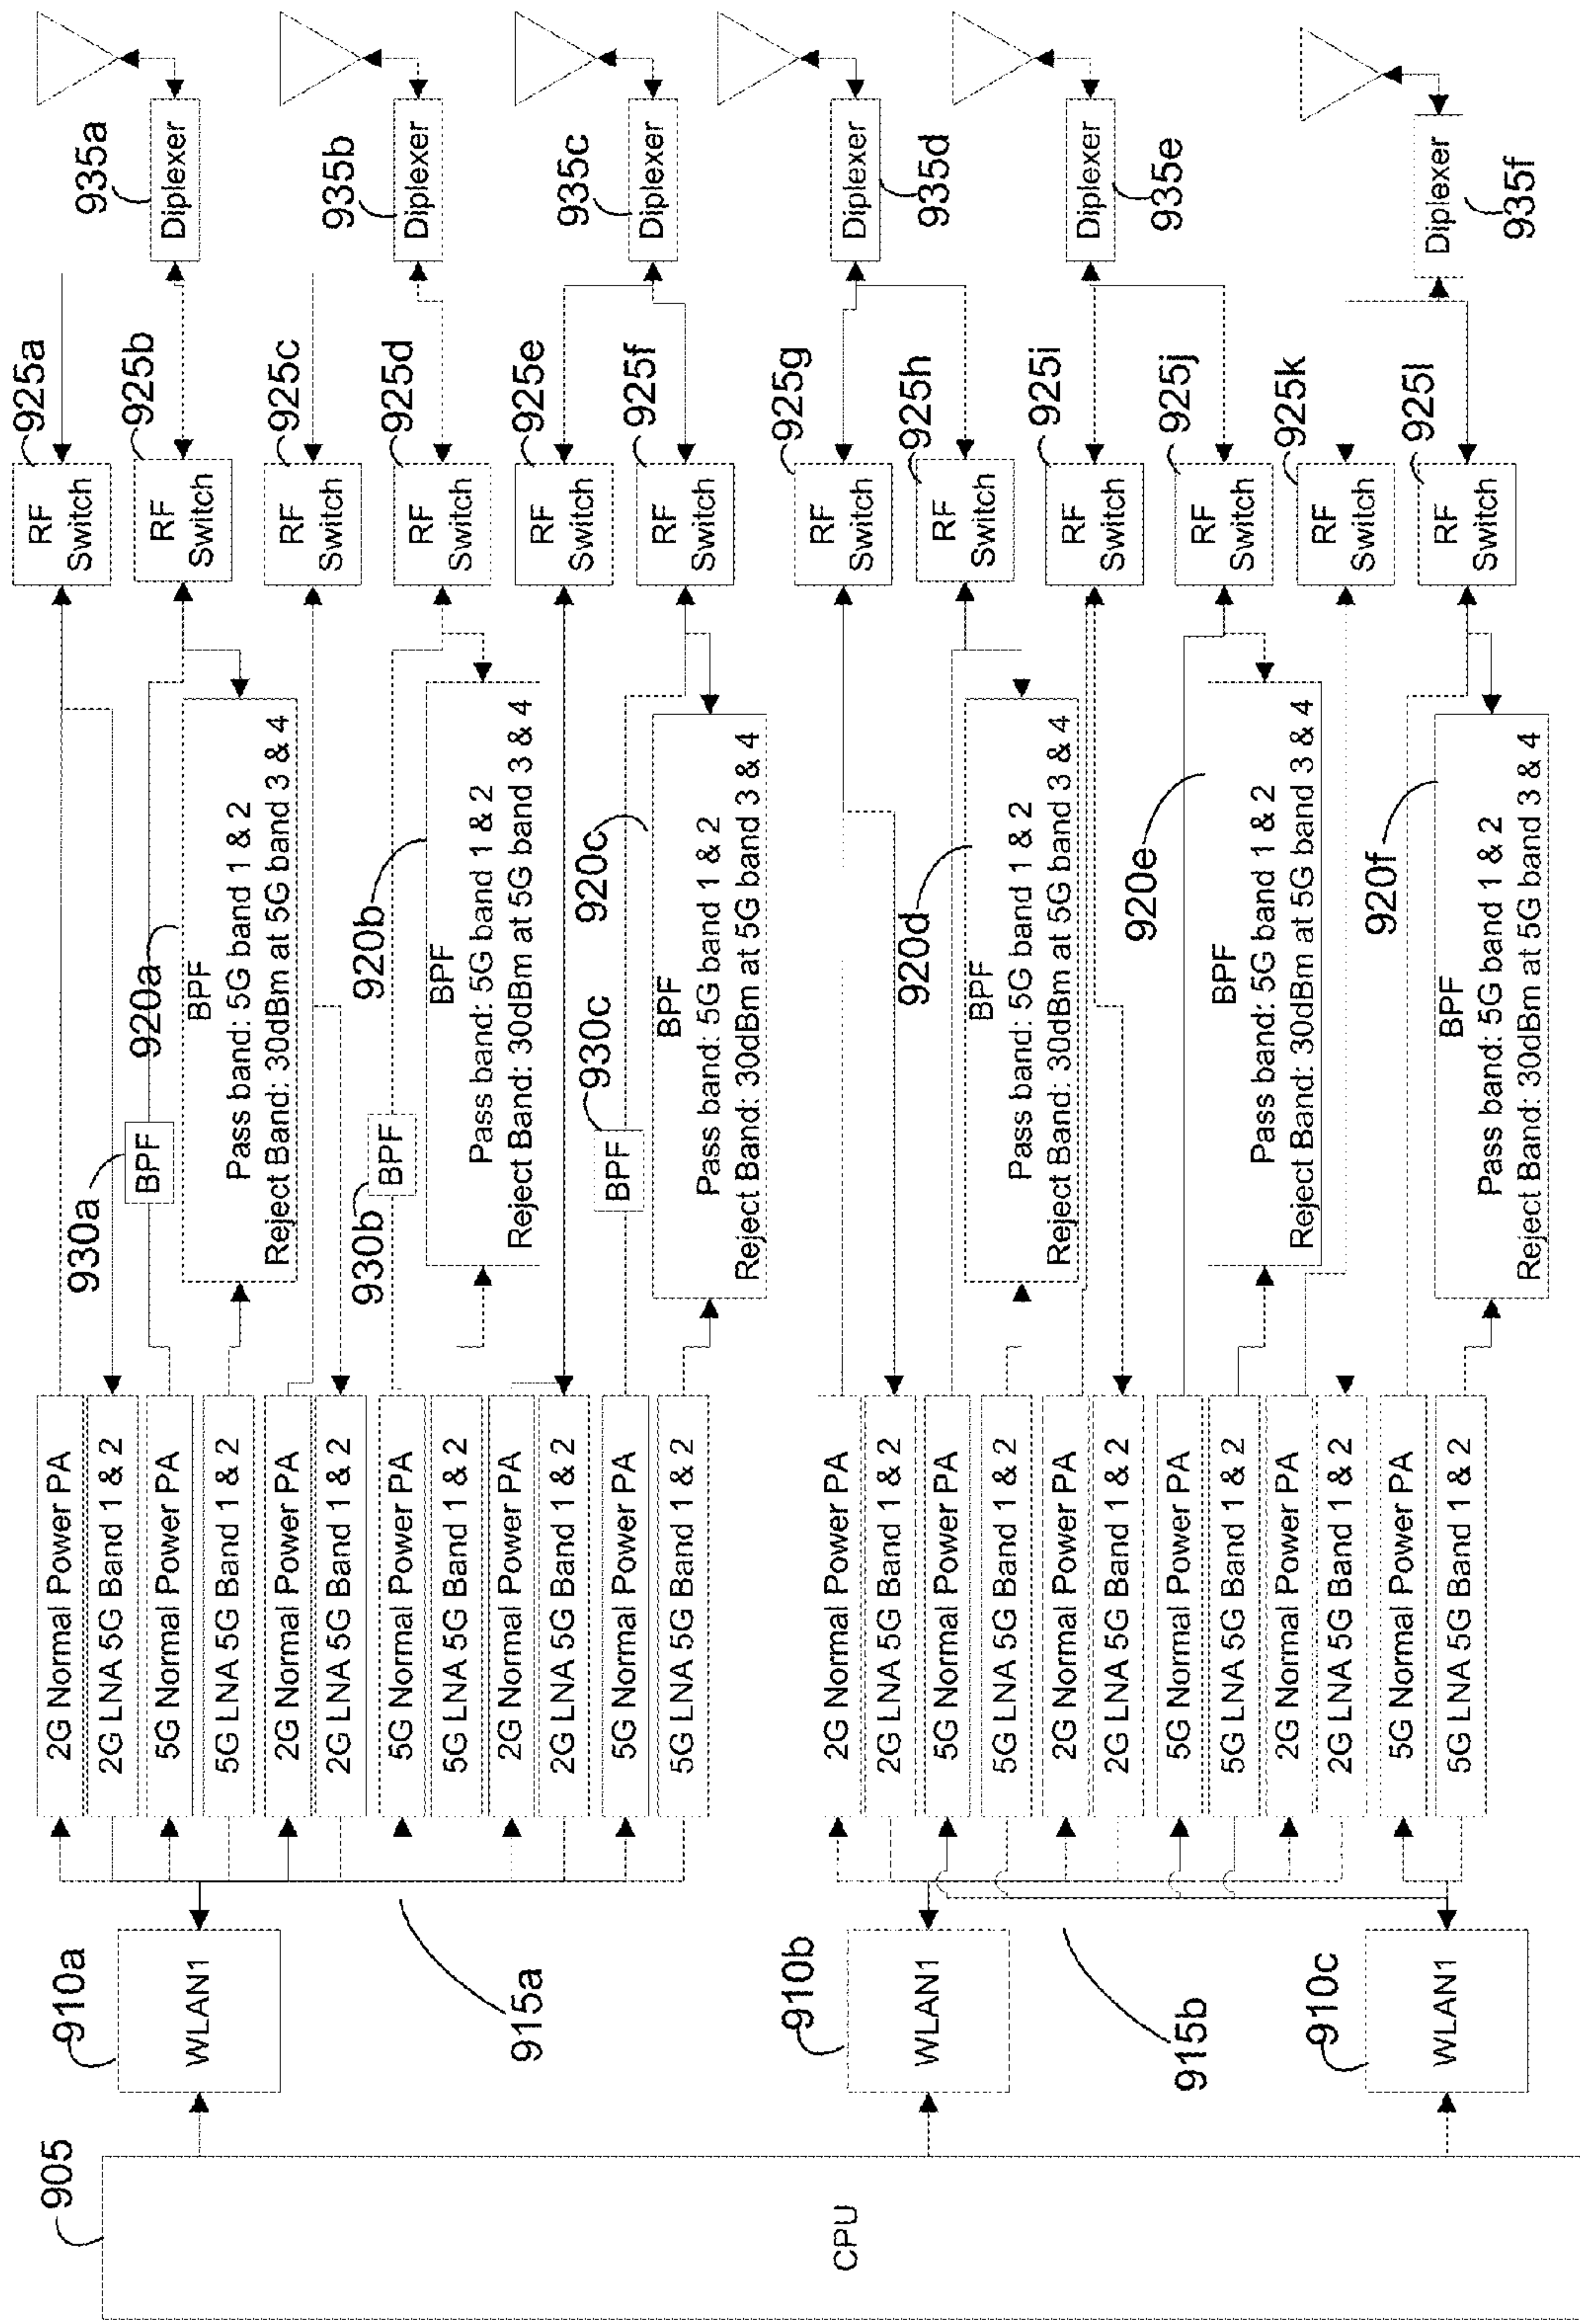 905
CPU
910a
WLAN1
910b
WLAN1
910c
WLAN1
915a
915b
2G Normal Power PA
2G LNA 5G Band 1 & 2
5G Normal Power PA
5G LNA 5G Band 1 & 2
2G Normal Power PA
2G LNA 5G Band 1 & 2
5G Normal Power PA
5G LNA 5G Band 1 & 2
2G Normal Power PA
2G LNA 5G Band 1 & 2
5G Normal Power PA
5G LNA 5G Band 1 & 2
2G Normal Power PA
2G LNA 5G Band 1 & 2
5G Normal Power PA
5G LNA 5G Band 1 & 2
2G Normal Power PA
2G LNA 5G Band 1 & 2
5G Normal Power PA
5G LNA 5G Band 1 & 2
2G Normal Power PA
2G LNA 5G Band 1 & 2
5G Normal Power PA
5G LNA 5G Band 1 & 2
930a
BPF
920a
BPF
Pass band: 5G band 1 & 2
Reject Band: 30dBm at 5G band 3 & 4
930b
BPF
920b
BPF
Pass band: 5G band 1 & 2
Reject Band: 30dBm at 5G band 3 & 4
930c
BPF
920c
BPF
Pass band: 5G band 1 & 2
Reject Band: 30dBm at 5G band 3 & 4
920d
BPF
Pass band: 5G band 1 & 2
Reject Band: 30dBm at 5G band 3 & 4
920e
BPF
Pass band: 5G band 1 & 2
Reject Band: 30dBm at 5G band 3 & 4
920f
BPF
Pass band: 5G band 1 & 2
Reject Band: 30dBm at 5G band 3 & 4
925a
RF
Switch
925b
RF
Switch
925c
RF
Switch
925d
RF
Switch
925e
RF
Switch
925f
RF
Switch
925g
RF
Switch
925h
RF
Switch
925i
RF
Switch
925j
RF
Switch
925k
RF
Switch
925l
RF
Switch
935a
Diplexer
935b
Diplexer
935c
Diplexer
935d
Diplexer
935e
Diplexer
935f
Diplexer